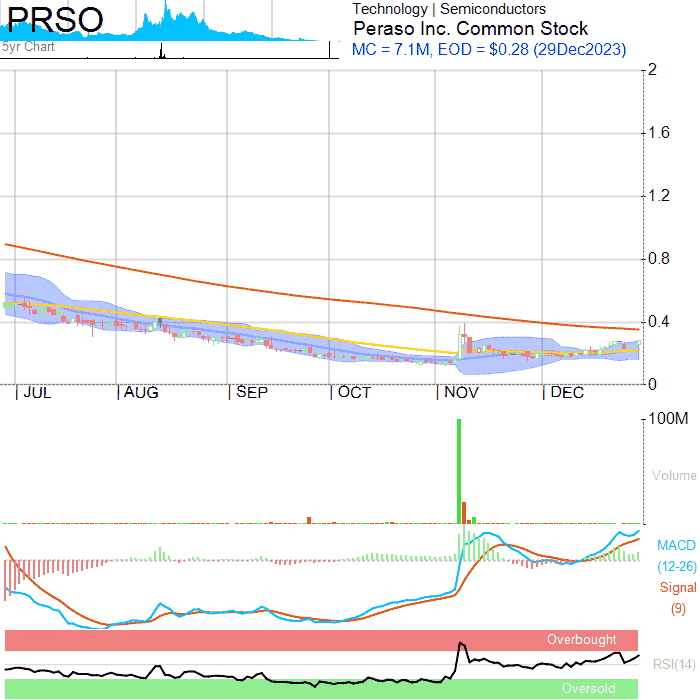 PRSO
5yr Chart
Technology | Semiconductors
Peraso Inc. Common Stock
MC = 7.1M, EOD = $0.28 (29Dec2023)
2
1.6
1.2
0.8
0.4
0
JUL AUG SEP OCT NOV DEC
100M
Volume
MACD
(12-26)
Signal
(9)
Overbought
RSI(14)
Oversold